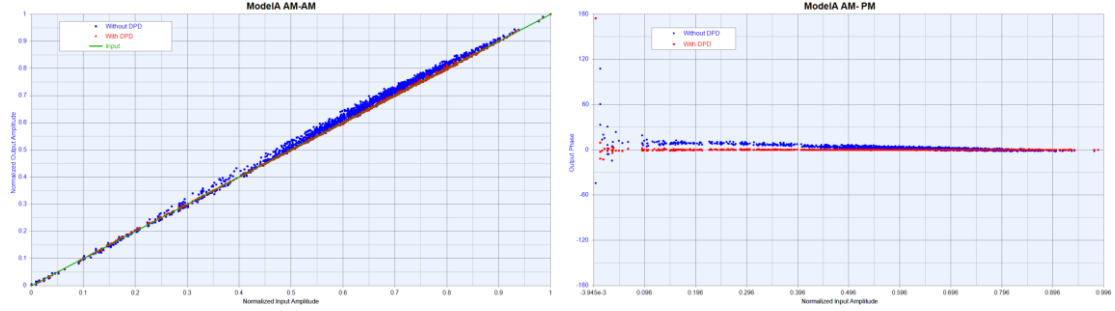 ModelA AM-AM
Without DPD
With DPD
Input
Normalized Output Amplitude
1
0.9
0.8
0.7
0.6
0.5
0.4
0.3
0.2
0.1
0
0 0.1 0.2 0.3 0.4 0.5 0.6 0.7 0.8 0.9 1
Normalized Input Amplitude
ModelA AM- PM
Without DPD
With DPD
Output Phase
180
120
60
0
-60
-120
-180
-3.945e-3 0.096 0.196 0.296 0.396 0.496 0.596 0.696 0.796 0.896 0.996
Normalized Input Amplitude